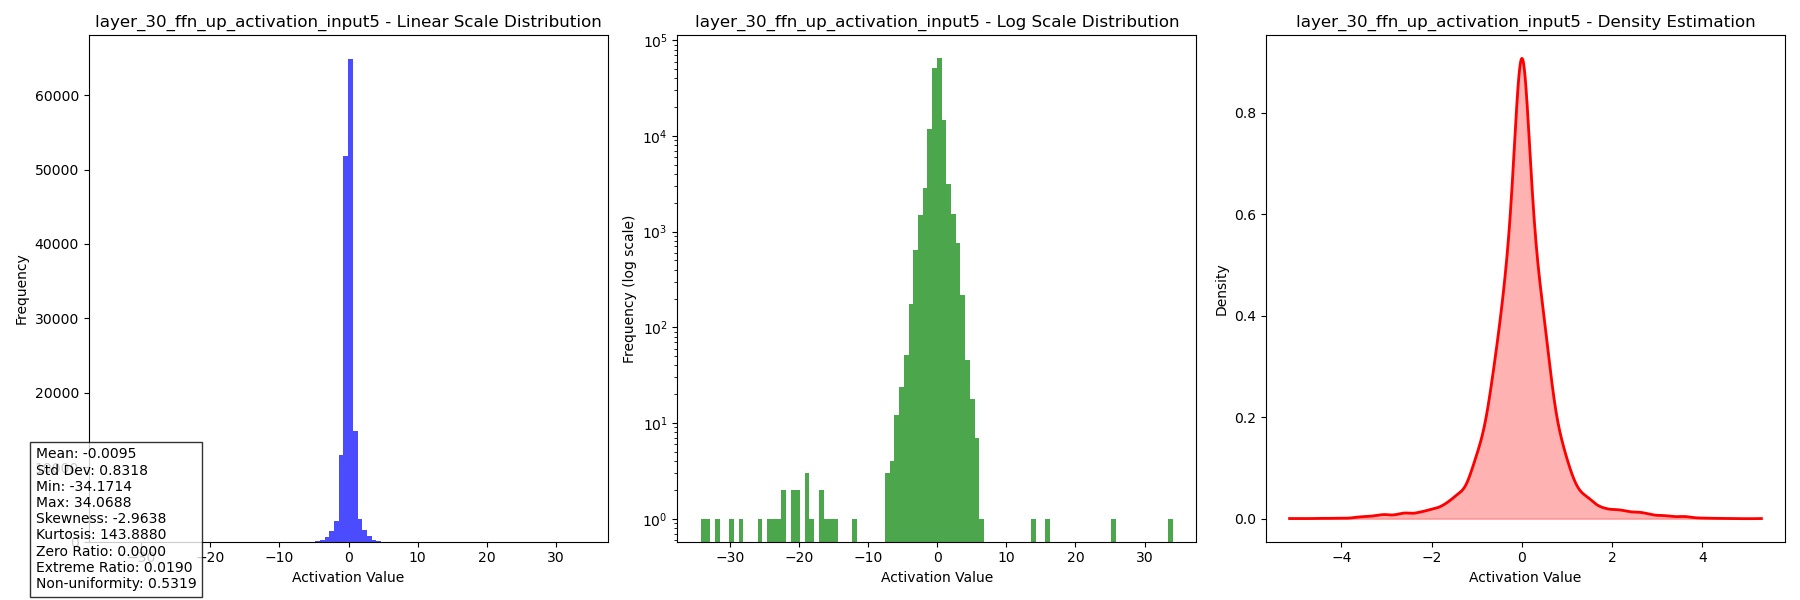 layer_30_ffn_up_activation_input5 - Linear Scale Distribution
60000
50000
40000
30000
20000
0
−20
−10
0
10
20
30
Frequency
Activation Value
Mean: -0.0095
Std Dev: 0.8318
Min: -34.1714
Max: 34.0688
Skewness: -2.9638
Kurtosis: 143.8880
Zero Ratio: 0.0000
Extreme Ratio: 0.0190
Non-uniformity: 0.5319
layer_30_ffn_up_activation_input5 - Log Scale Distribution
10⁵
10⁴
10³
10²
10¹
10⁰
−30
−20
−10
0
10
20
30
Frequency (log scale)
Activation Value
layer_30_ffn_up_activation_input5 - Density Estimation
0.8
0.6
0.4
0.2
0.0
−4
−2
0
2
4
Density
Activation Value